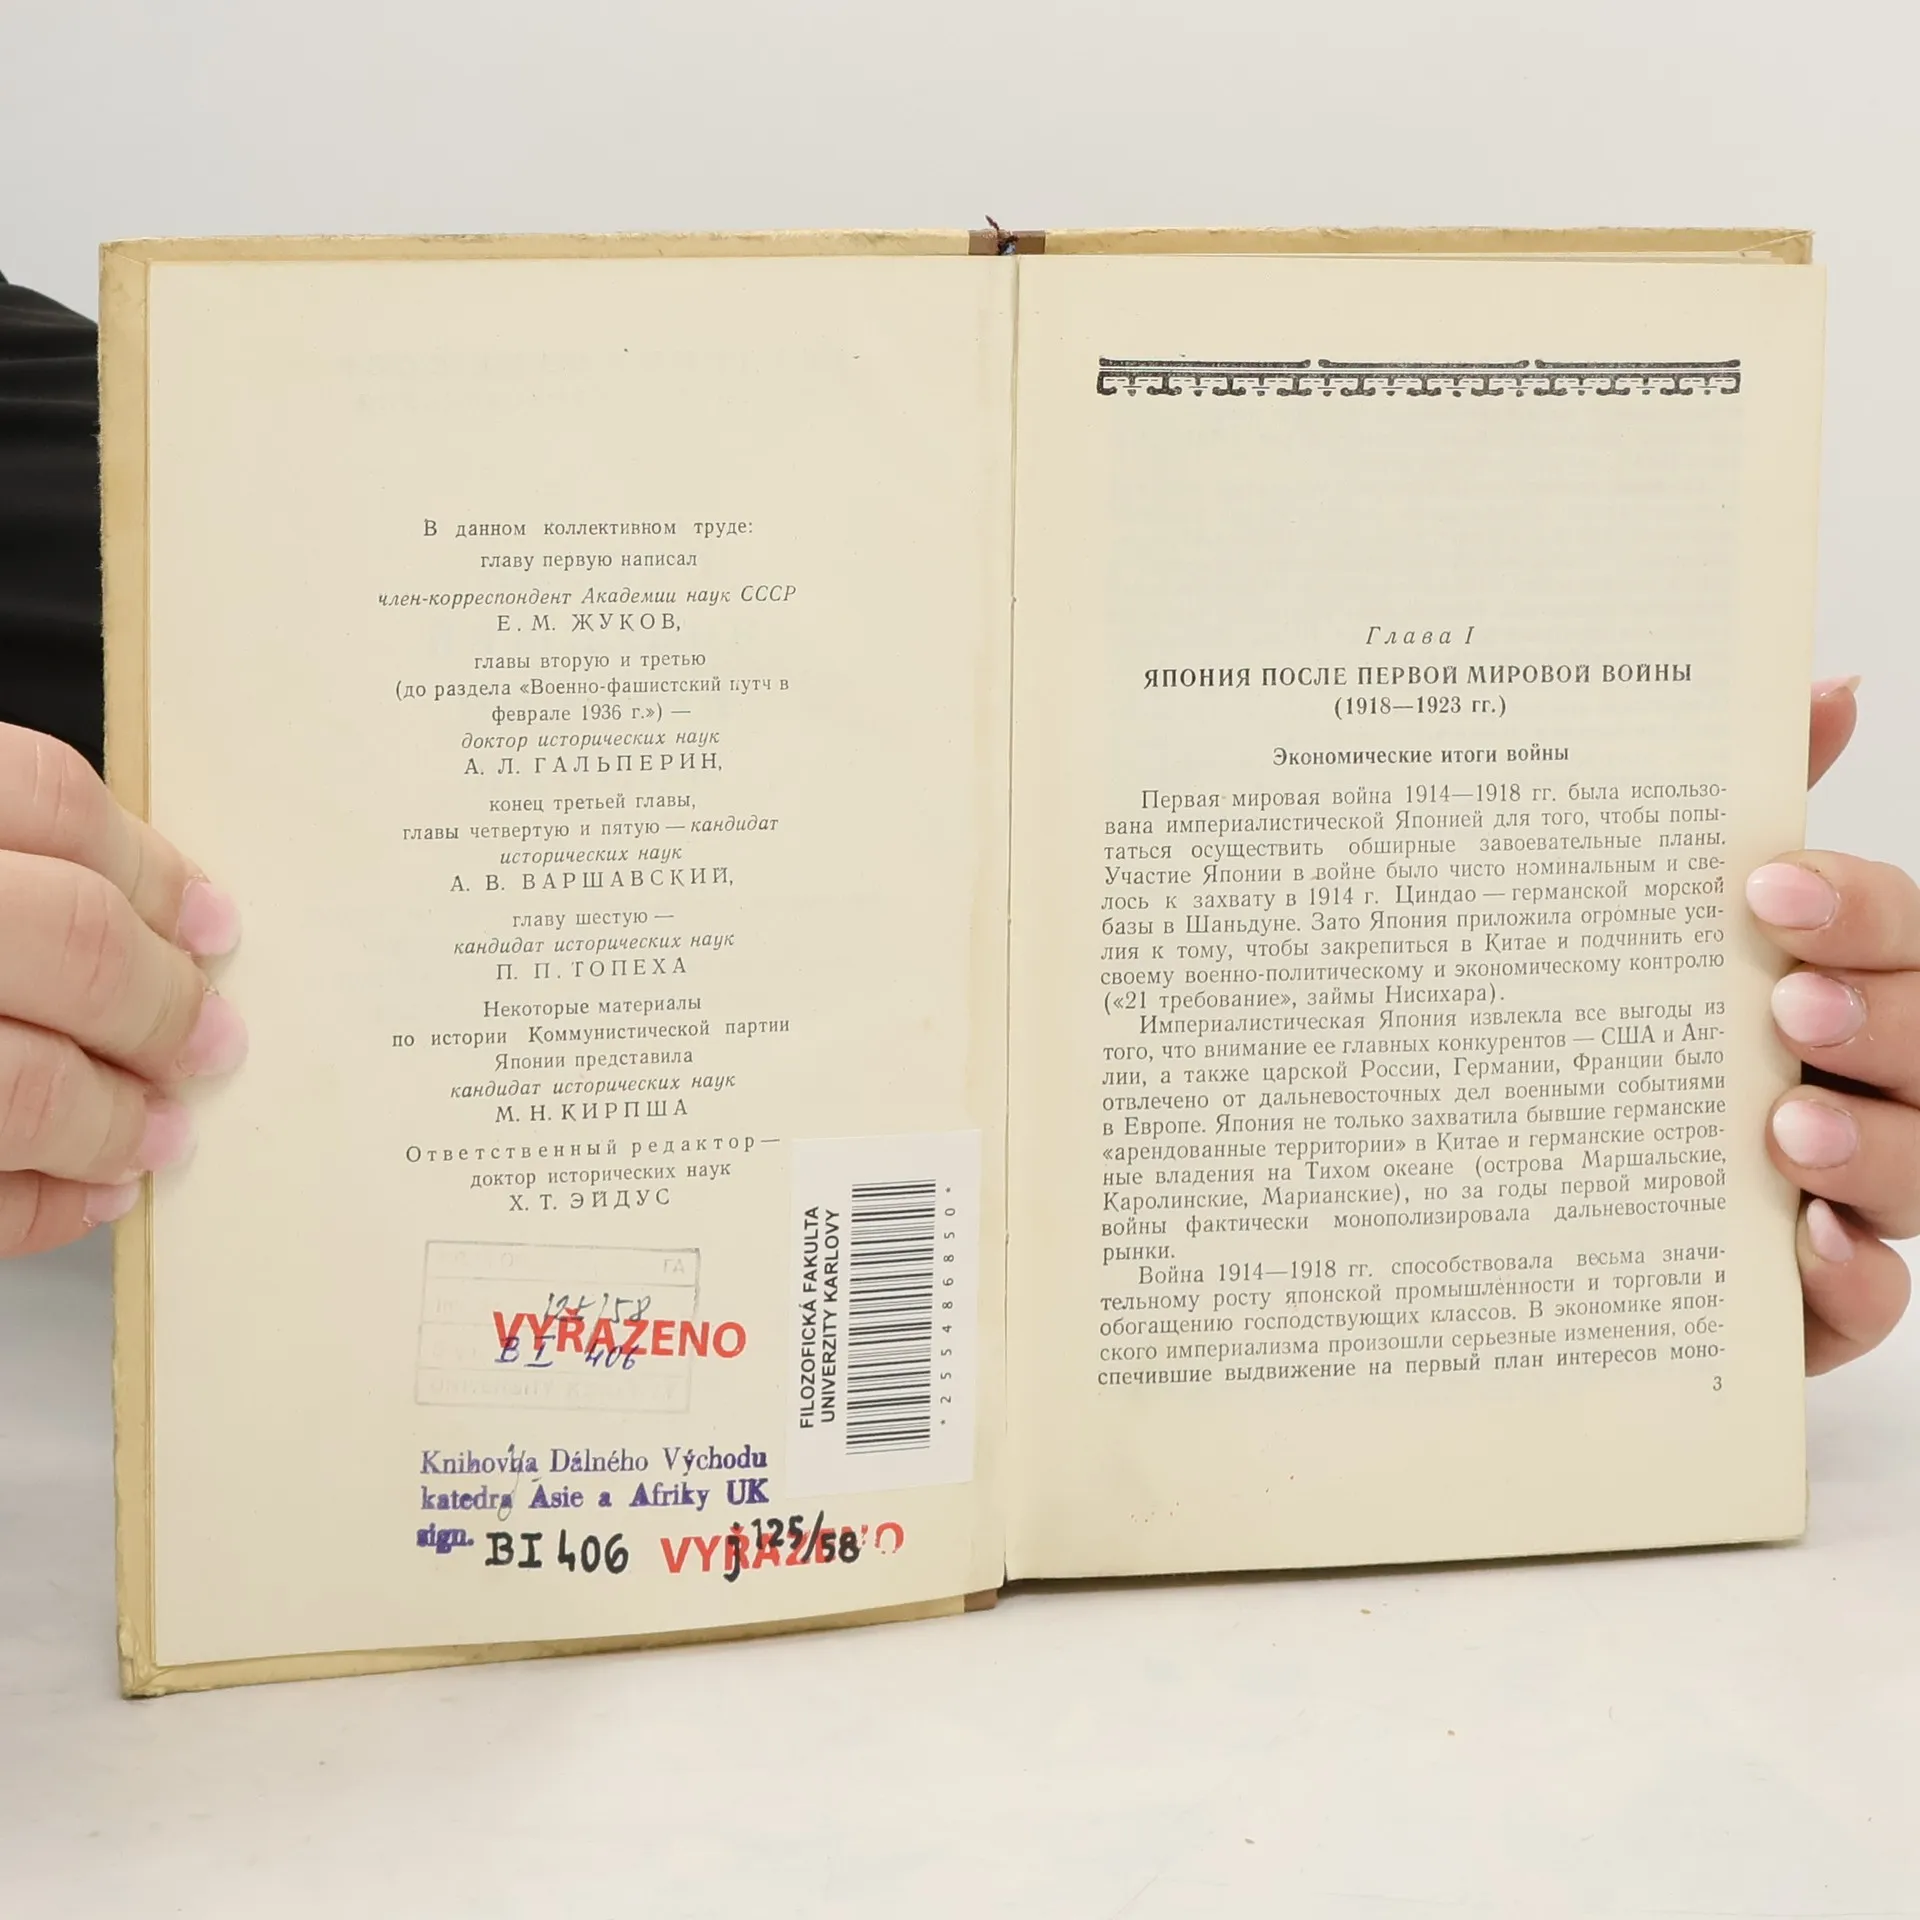 В данном коллективном труде:
главу первую написал
член-корреспондент Академии наук СССР
Е. М. ЖУКОВ,
главы вторую и третью
(до раздела «Военно-фашистский путч в
феврале 1936 г.») —
доктор исторических наук
А. Л. ГАЛЬПЕРИН,
конец третьей главы,
главы четвертую и пятую — кандидат
исторических наук
А. В. ВАРШАВСКИЙ,
главу шестую —
кандидат исторических наук
П. П. ТОПЕХА
Некоторые материалы
по истории Коммунистической партии
Японии представила
кандидат исторических наук
М. Н. КИРПША
Ответственный редактор —
доктор исторических наук
Х. Т. ЭЙДУС
125/58
VYŘAZENO
B I 406
Knihovna Dálného Východu
katedra Asie a Afriky UK
sign. BI 406
VYŘAZENO
j 125/58
FILOZOFICKÁ FAKULTA
UNIVERZITY KARLOVY
*2554868850*
Глава I
ЯПОНИЯ ПОСЛЕ ПЕРВОЙ МИРОВОЙ ВОЙНЫ
(1918—1923 гг.)
Экономические итоги войны
Первая мировая война 1914—1918 гг. была использо-
вана империалистической Японией для того, чтобы попы-
таться осуществить обширные завоевательные планы.
Участие Японии в войне было чисто номинальным и све-
лось к захвату в 1914 г. Циндао — германской морской
базы в Шаньдуне. Зато Япония приложила огромные уси-
лия к тому, чтобы закрепиться в Китае и подчинить его
своему военно-политическому и экономическому контролю
(«21 требование», займы Нисихара).
Империалистическая Япония извлекла все выгоды из
того, что внимание ее главных конкурентов — США и Анг-
лии, а также царской России, Германии, Франции было
отвлечено от дальневосточных дел военными событиями
в Европе. Япония не только захватила бывшие германские
«арендованные территории» в Китае и германские остров-
ные владения на Тихом океане (острова Маршальские,
Каролинские, Марианские), но за годы первой мировой
войны фактически монополизировала дальневосточные
рынки.
Война 1914—1918 гг. способствовала весьма значи-
тельному росту японской промышленности и торговли и
обогащению господствующих классов. В экономике япон-
ского империализма произошли серьезные изменения, обе-
спечившие выдвижение на первый план интересов моно-
3